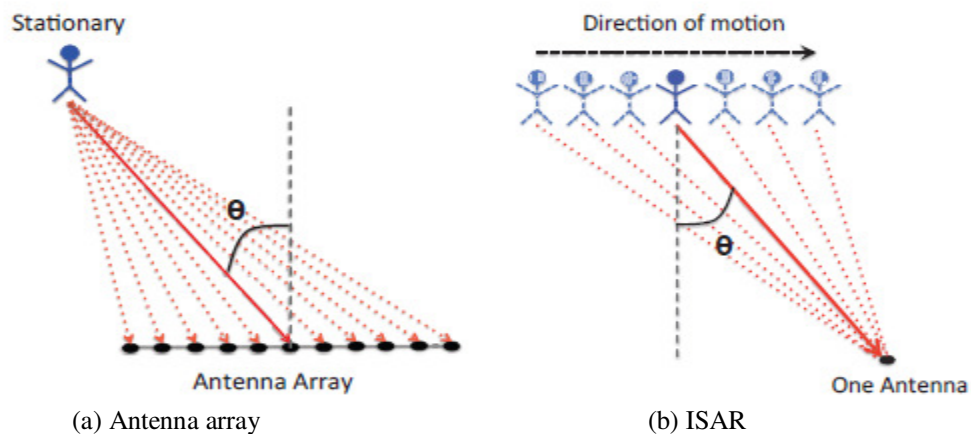 Stationary
θ
Antenna Array
(a) Antenna array
Direction of motion
θ
One Antenna
(b) ISAR